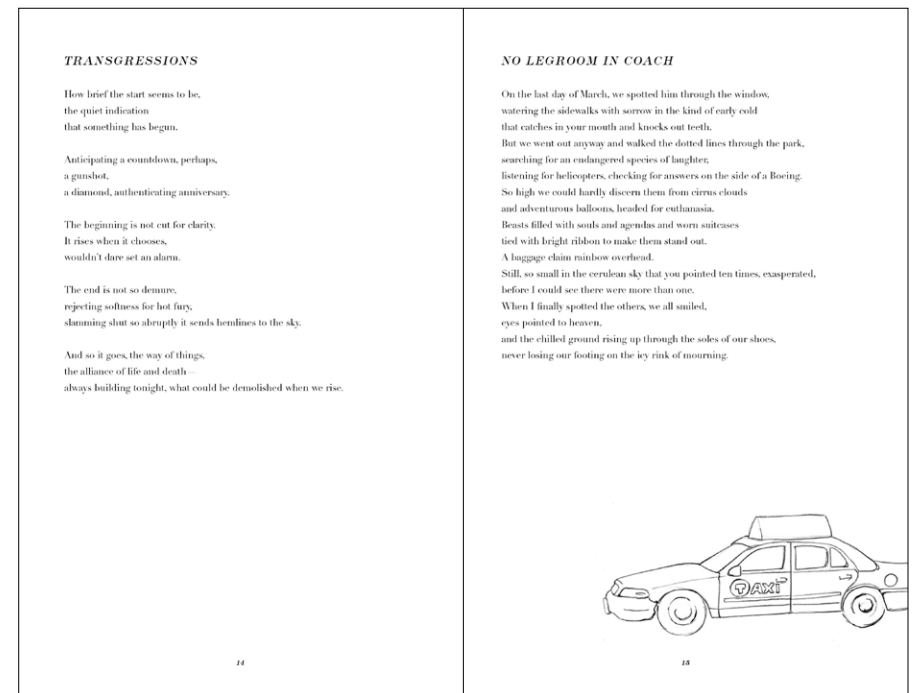 TRANSGRESSIONS
How brief the start seems to be,
the quiet indication
that something has begun.
Anticipating a countdown, perhaps,
a gunshot,
a diamond, authenticating anniversary.
The beginning is not cut for clarity.
It rises when it chooses,
wouldn't dare set an alarm.
The end is not so demure,
rejecting softness for hot fury,
slamming shut so abruptly it sends hemlines to the sky.
And so it goes, the way of things,
the alliance of life and death—
always building tonight, what could be demolished when we rise.
14
NO LEGROOM IN COACH
On the last day of March, we spotted him through the window,
watering the sidewalks with sorrow in the kind of early cold
that catches in your mouth and knocks out teeth.
But we went out anyway and walked the dotted lines through the park,
searching for an endangered species of laughter,
listening for helicopters, checking for answers on the side of a Boeing.
So high we could hardly discern them from cirrus clouds
and adventurous balloons, headed for euthanasia.
Beasts filled with souls and agendas and worn suitcases
tied with bright ribbon to make them stand out.
A baggage claim rainbow overhead.
Still, so small in the cerulean sky that you pointed ten times, exasperated,
before I could see there were more than one.
When I finally spotted the others, we all smiled,
eyes pointed to heaven,
and the chilled ground rising up through the soles of our shoes,
never losing our footing on the icy rink of mourning.
TAXI
15